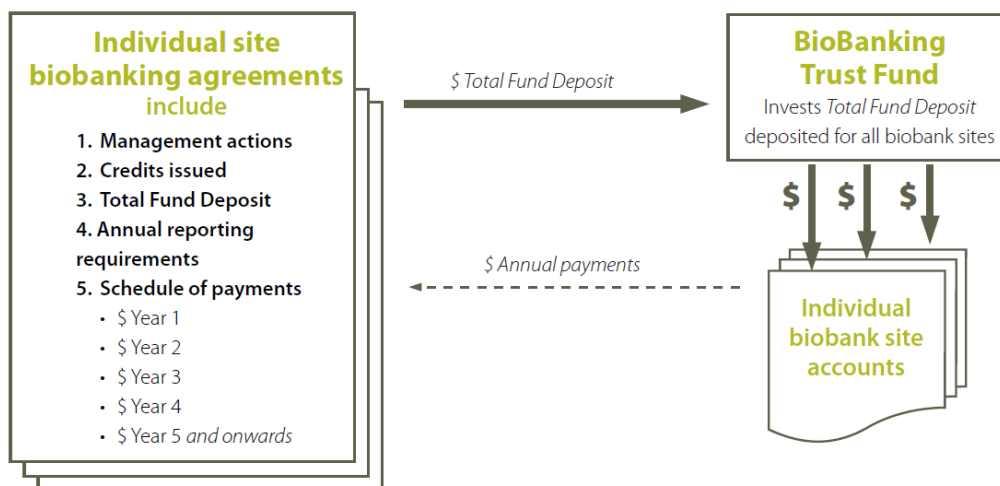 Individual site
biobanking agreements
include
1. Management actions
2. Credits issued
3. Total Fund Deposit
4. Annual reporting
requirements
5. Schedule of payments
• $ Year 1
• $ Year 2
• $ Year 3
• $ Year 4
• $ Year 5 and onwards
$ Total Fund Deposit
$ Annual payments
BioBanking
Trust Fund
Invests Total Fund Deposit
deposited for all biobank sites
$ $ $
Individual
biobank site
accounts